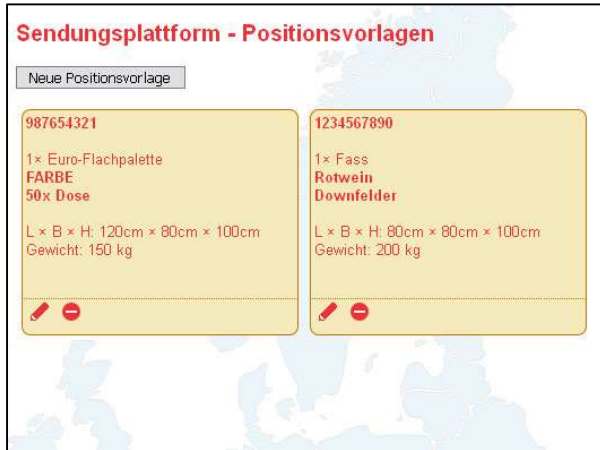 Sendungsplattform - Positionsvorlagen
Neue Positionsvorlage
987654321
1× Euro-Flachpalette
FARBE
50x Dose
L × B × H: 120cm × 80cm × 100cm
Gewicht: 150 kg
1234567890
1× Fass
Rotwein
Downfelder
L × B × H: 80cm × 80cm × 100cm
Gewicht: 200 kg